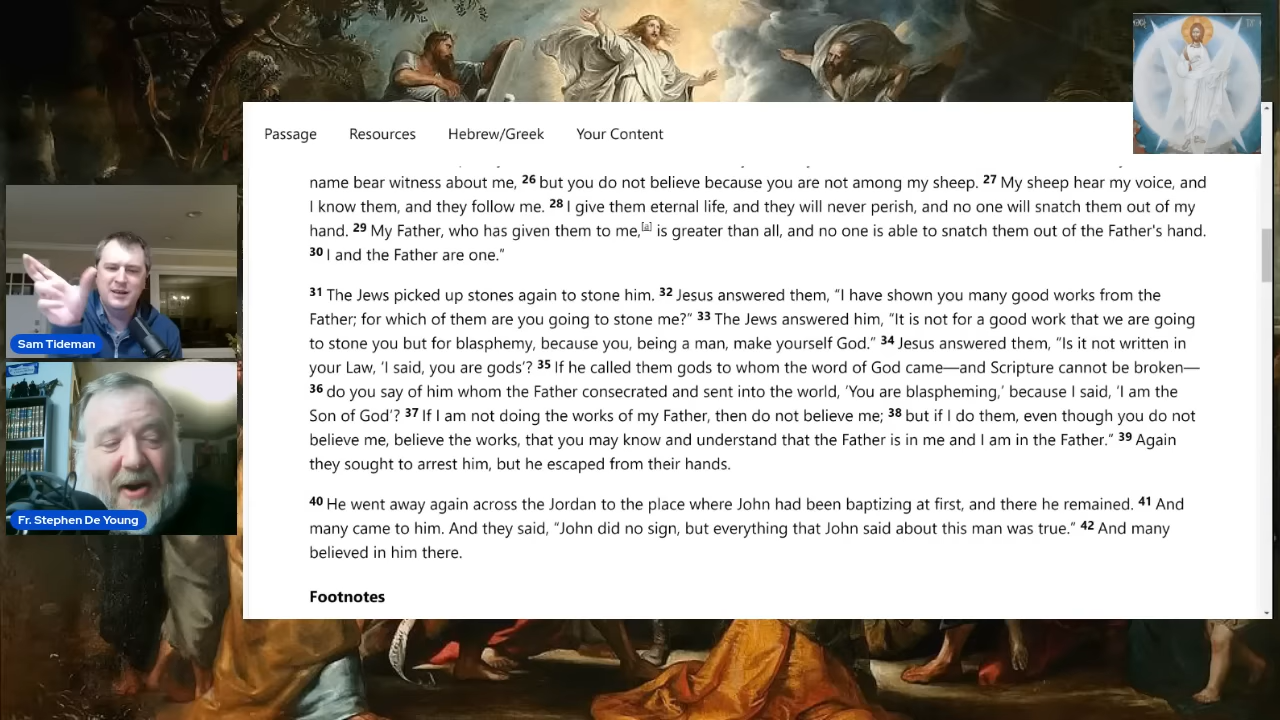 Passage Resources Hebrew/Greek Your Content
name bear witness about me, 26 but you do not believe because you are not among my sheep. 27 My sheep hear my voice, and
I know them, and they follow me. 28 I give them eternal life, and they will never perish, and no one will snatch them out of my
hand. 29 My Father, who has given them to me,[a] is greater than all, and no one is able to snatch them out of the Father's hand.
30 I and the Father are one.”
31 The Jews picked up stones again to stone him. 32 Jesus answered them, “I have shown you many good works from the
Father; for which of them are you going to stone me?” 33 The Jews answered him, “It is not for a good work that we are going
to stone you but for blasphemy, because you, being a man, make yourself God.” 34 Jesus answered them, “Is it not written in
your Law, ‘I said, you are gods’? 35 If he called them gods to whom the word of God came—and Scripture cannot be broken—
36 do you say of him whom the Father consecrated and sent into the world, ‘You are blaspheming,’ because I said, ‘I am the
Son of God’? 37 If I am not doing the works of my Father, then do not believe me; 38 but if I do them, even though you do not
believe me, believe the works, that you may know and understand that the Father is in me and I am in the Father.” 39 Again
they sought to arrest him, but he escaped from their hands.
40 He went away again across the Jordan to the place where John had been baptizing at first, and there he remained. 41 And
many came to him. And they said, “John did no sign, but everything that John said about this man was true.” 42 And many
believed in him there.
Footnotes
Sam Tideman
Fr. Stephen De Young